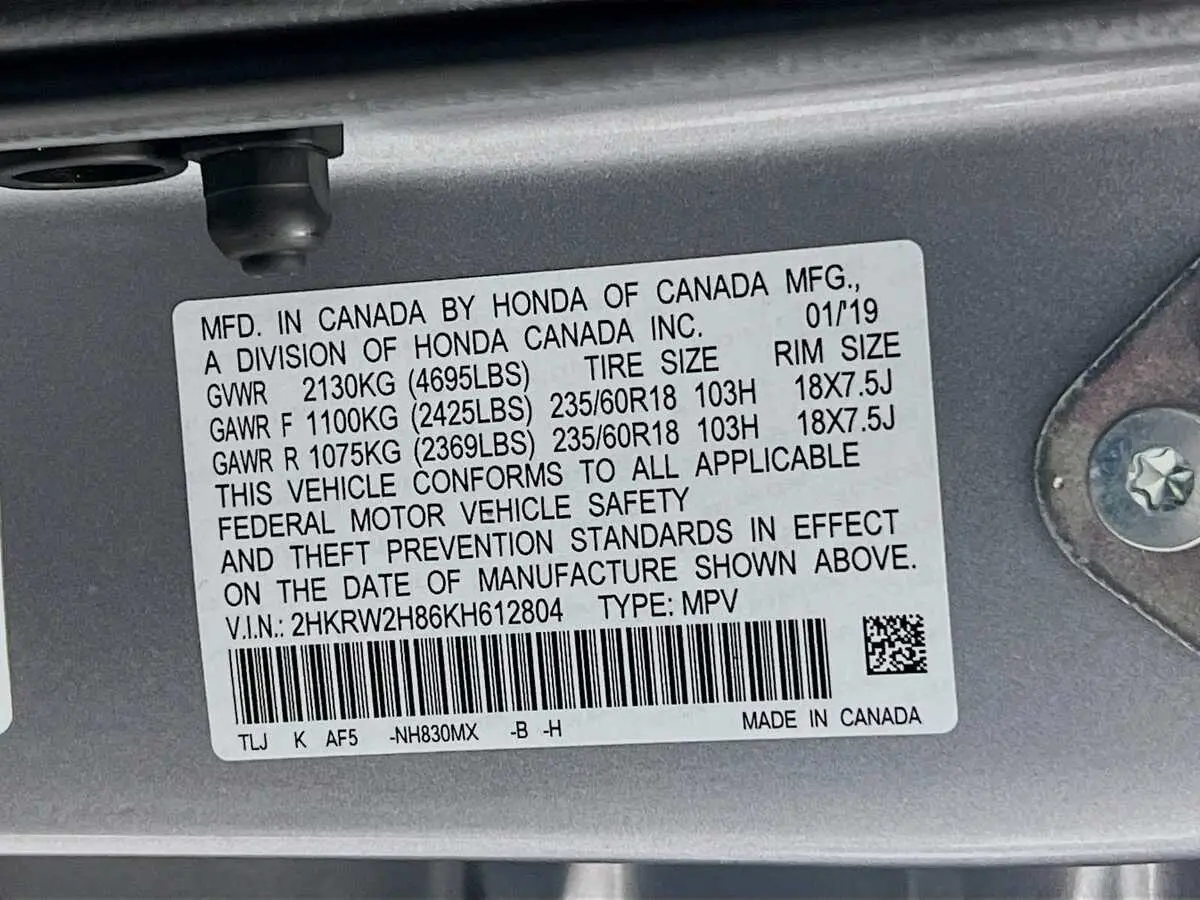 MFD. IN CANADA BY HONDA OF CANADA MFG.,
A DIVISION OF HONDA CANADA INC. 01/'19
GVWR 2130KG (4695LBS) TIRE SIZE RIM SIZE
GAWR F 1100KG (2425LBS) 235/60R18 103H 18X7.5J
GAWR R 1075KG (2369LBS) 235/60R18 103H 18X7.5J
THIS VEHICLE CONFORMS TO ALL APPLICABLE
FEDERAL MOTOR VEHICLE SAFETY
AND THEFT PREVENTION STANDARDS IN EFFECT
ON THE DATE OF MANUFACTURE SHOWN ABOVE.
V.I.N.: 2HKRW2H86KH612804 TYPE: MPV
TLJ K AF5 -NH830MX -B -H MADE IN CANADA